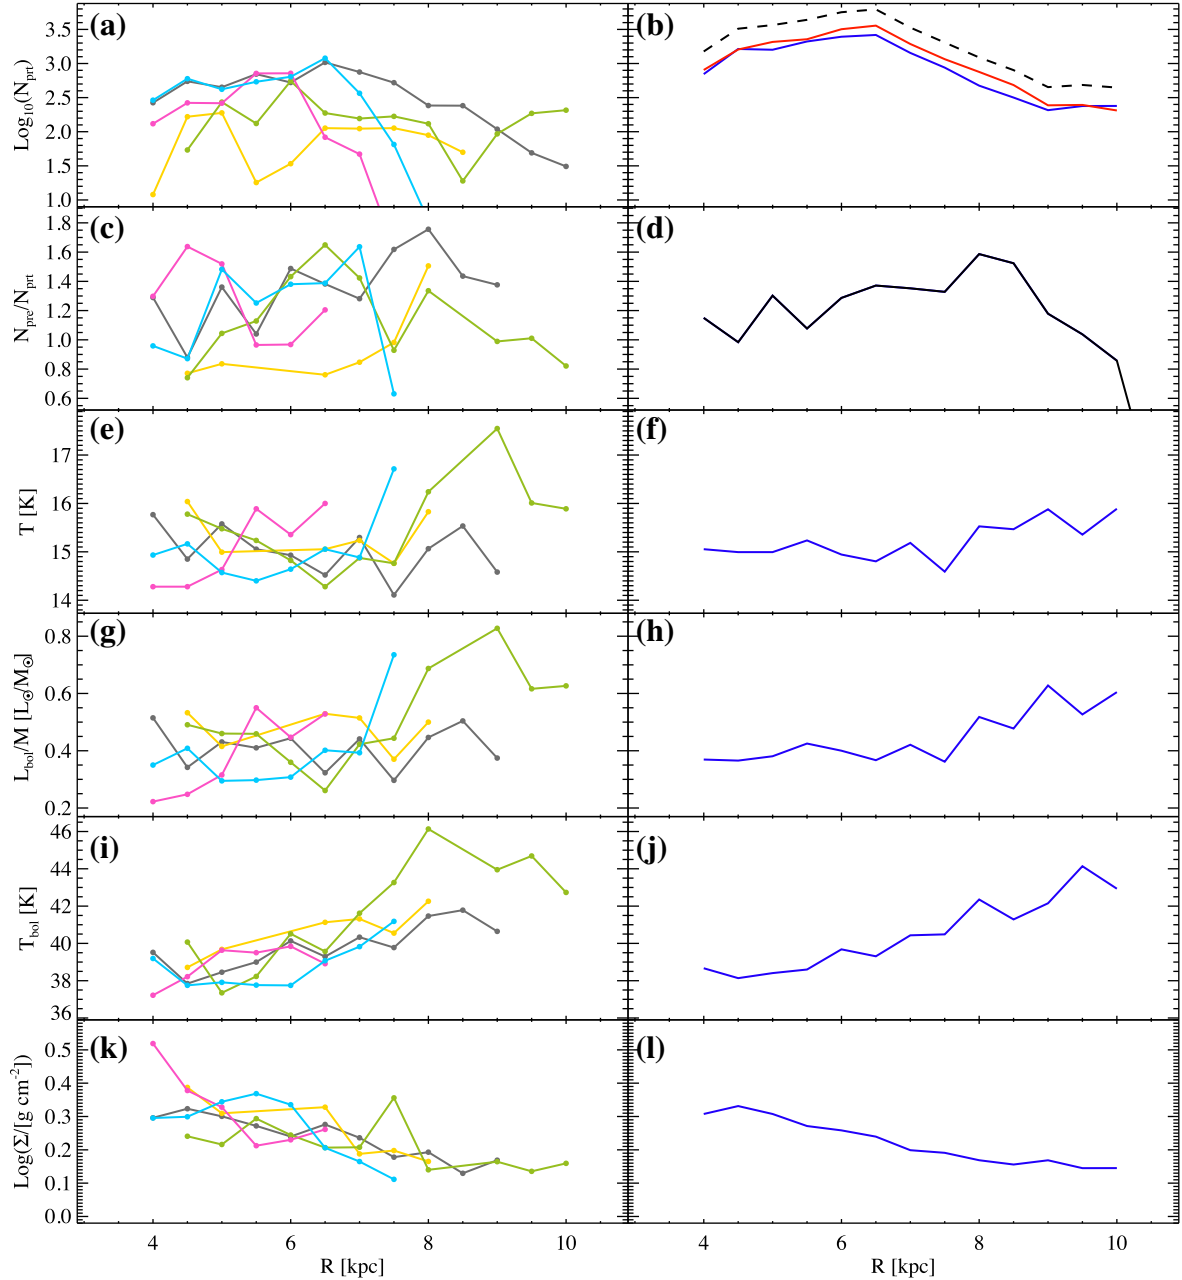 (a)
3.5
3.0
2.5
2.0
1.5
1.0
Log10(Nprt)
(b)
(c)
1.8
1.6
1.4
1.2
1.0
0.8
0.6
Npre/Nprt
(d)
(e)
17
16
15
14
T [K]
(f)
(g)
0.8
0.6
0.4
0.2
Lbol/M [L⊙/M⊙]
(h)
(i)
46
44
42
40
38
36
Tbol [K]
(j)
(k)
0.5
0.4
0.3
0.2
0.1
0.0
Log(Σ/[g cm-2])
(l)
4 6 8 10
R [kpc]
4 6 8 10
R [kpc]